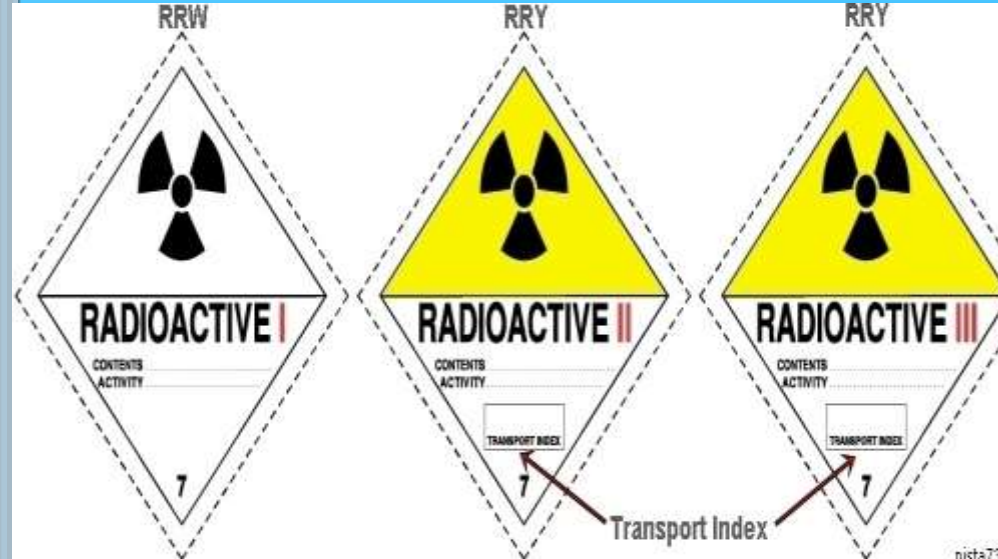 RRW
RADIOACTIVE I
CONTENTS
ACTIVITY
7
RRY
RADIOACTIVE II
CONTENTS
ACTIVITY
TRANSPORT INDEX
7
RRY
RADIOACTIVE III
CONTENTS
ACTIVITY
TRANSPORT INDEX
7
Transport Index